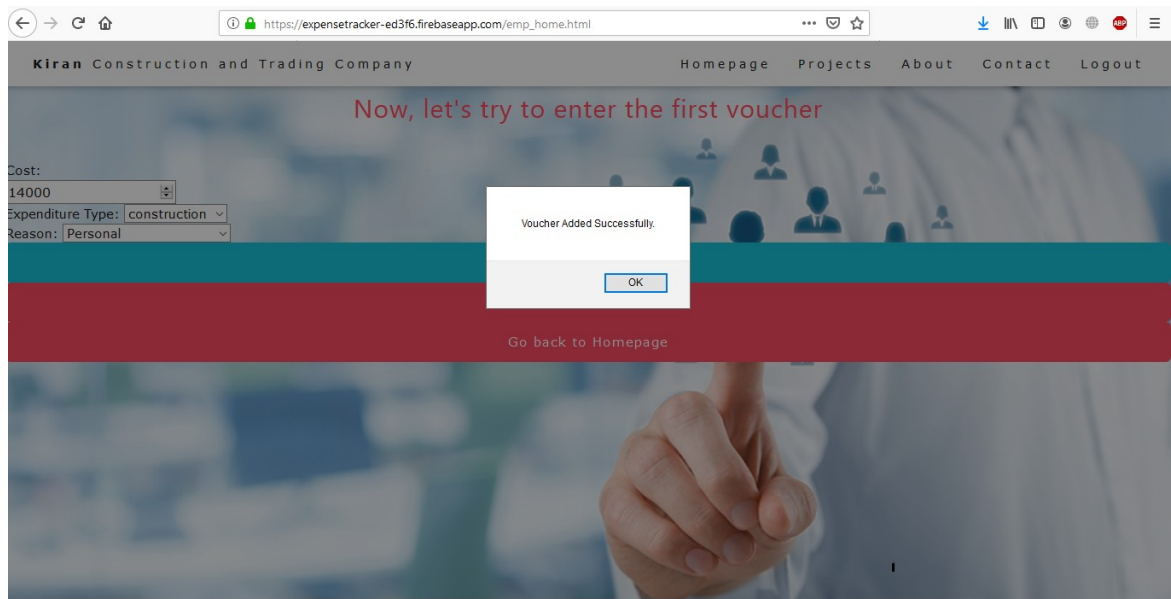 https://expensetracker-ed3f6.firebaseapp.com/emp_home.html
ABP
Kiran Construction and Trading Company Homepage Projects About Contact Logout
Now, let's try to enter the first voucher
Cost:
14000
Expenditure Type: construction
Reason: Personal
Voucher Added Successfully.
OK
Go back to Homepage